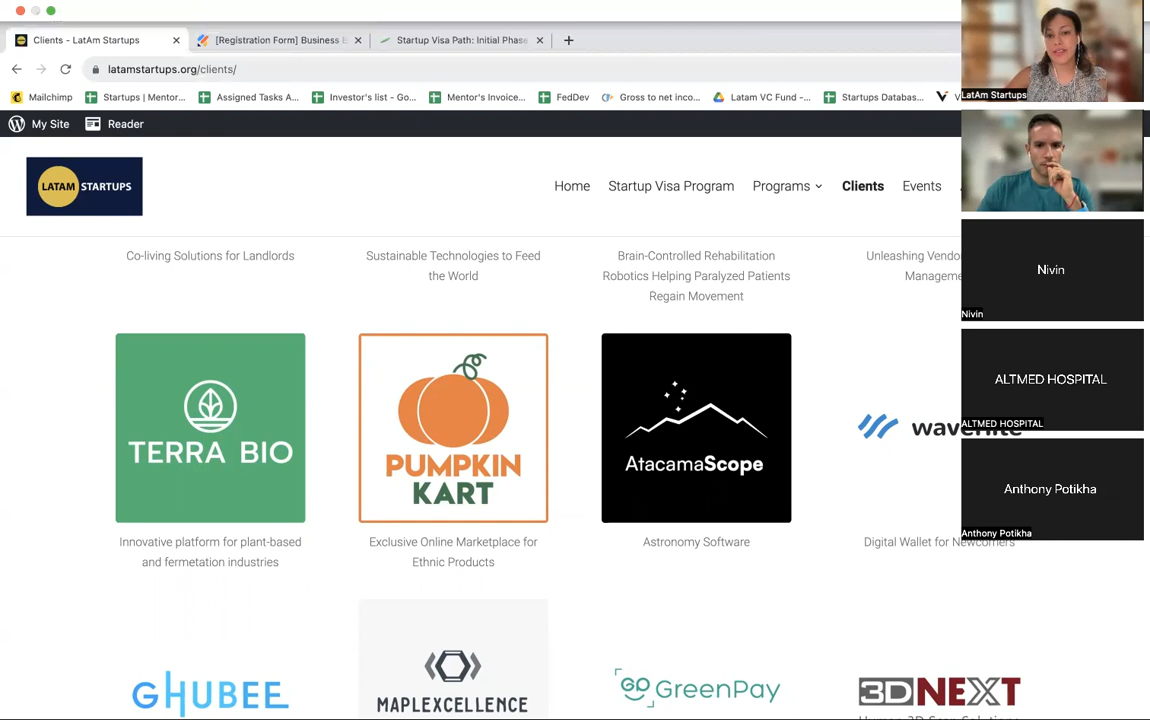 Clients - LatAm Startups
[Registration Form] Business E
Startup Visa Path: Initial Phase
latamstartups.org/clients/
Mailchimp
Startups | Mentor...
Assigned Tasks A...
Investor's list - Go...
Mentor's Invoice...
FedDev
Gross to net inco...
Latam VC Fund -...
Startups Databas...
My Site
Reader
LATAM STARTUPS
Home
Startup Visa Program
Programs
Clients
Events
Co-living Solutions for Landlords
Sustainable Technologies to Feed
the World
Brain-Controlled Rehabilitation
Robotics Helping Paralyzed Patients
Regain Movement
Unleashing
TERRA BIO
Innovative platform for plant-based
and fermetation industries
PUMPKIN
KART
Exclusive Online Marketplace for
Ethnic Products
AtacamaScope
Astronomy Software
Digital Wallet for Newcomers
GHUBEE
MAPLEXCELLENCE
GreenPay
3DNEXT
LatAm Startups
Nivin
Nivin
ALTMED HOSPITAL
ALTMED HOSPITAL
Anthony Potikha
Anthony Potikha